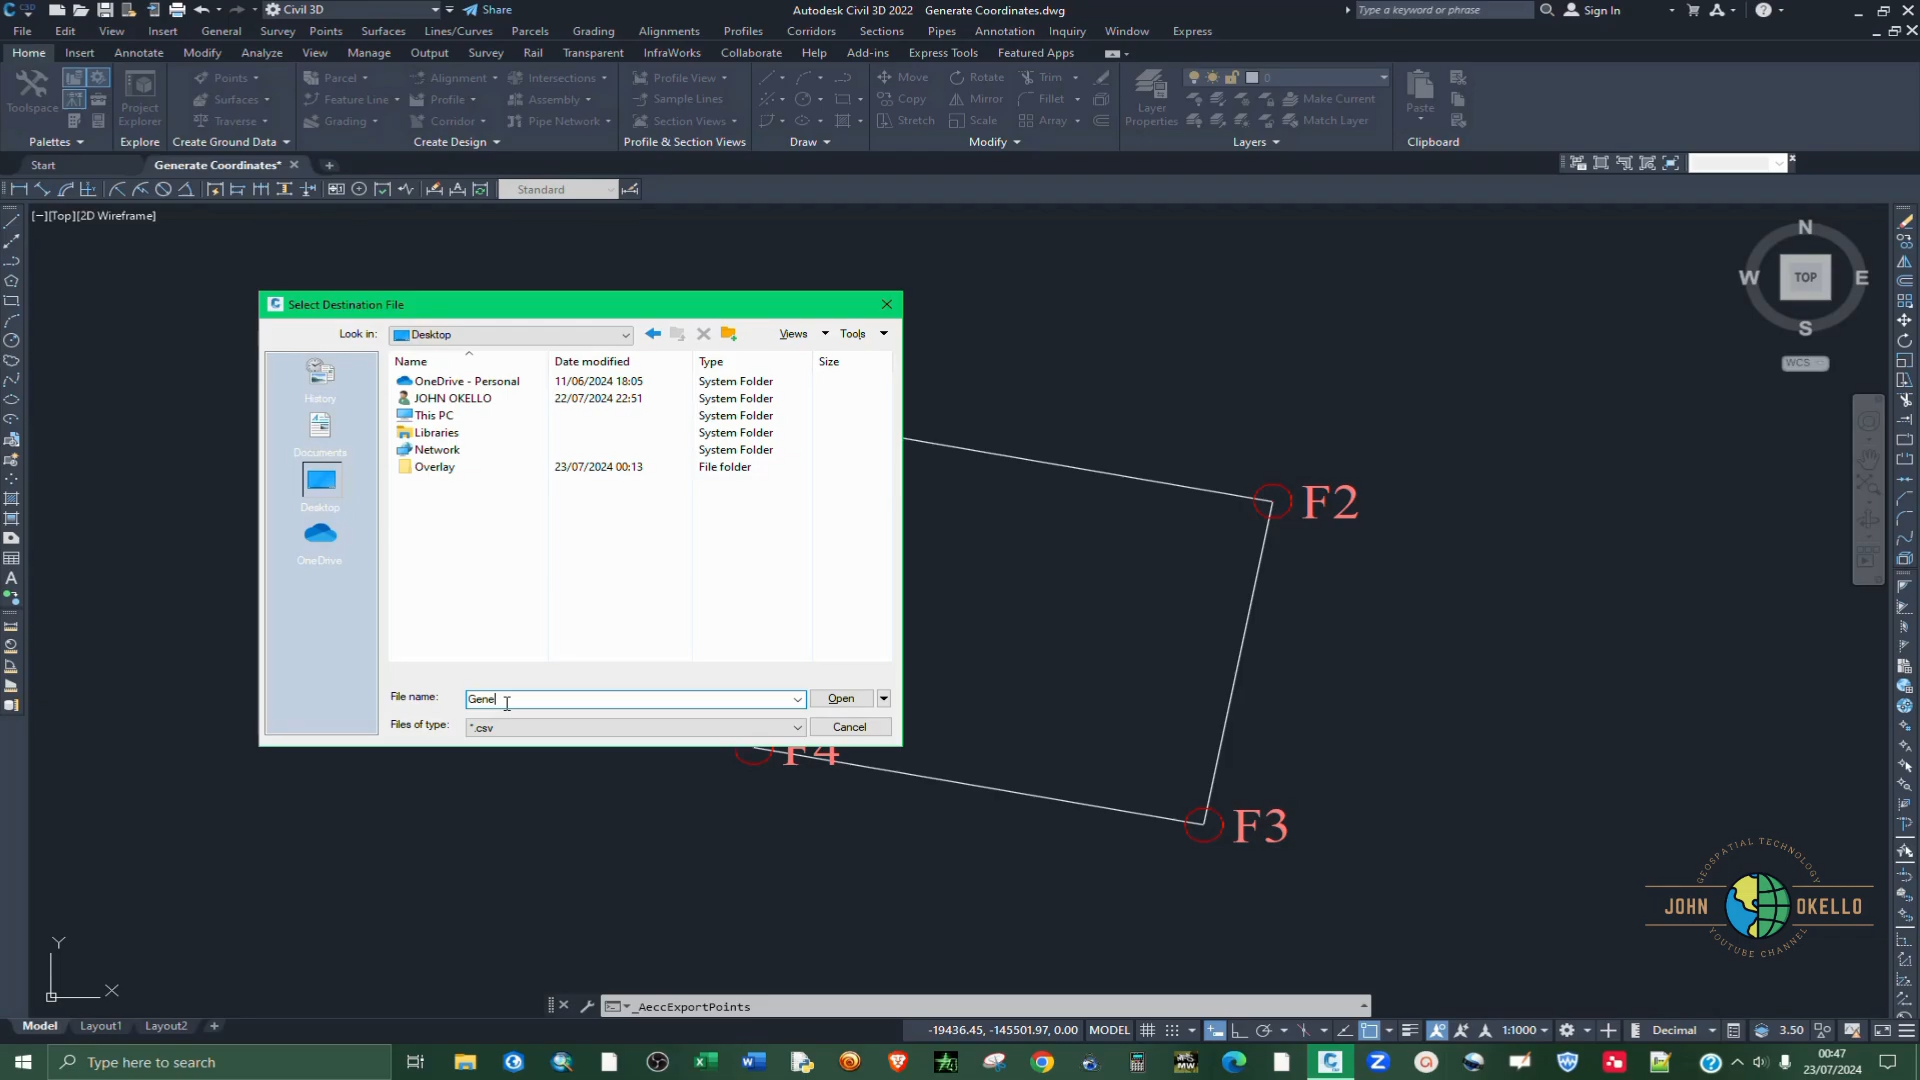 Civil 3D
Share
Autodesk Civil 3D 2022 Generate Coordinates.dwg
Type a keyword or phrase
Sign In
File Edit View Insert General Survey Points Surfaces Lines/Curves Parcels Grading Alignments Profiles Corridors Sections Pipes Annotation Inquiry Window Express
Home Insert Annotate Modify Analyze View Manage Output Survey Rail Transparent InfraWorks Collaborate Help Add-ins Express Tools Featured Apps
Points Parcel Alignment Intersections Profile View Move Rotate Trim 0
Toolspace Project Explorer Surfaces Feature Line Profile Assembly Sample Lines Copy Mirror Fillet Layer Properties Make Current Paste
Traverse Grading Corridor Pipe Network Section Views Stretch Scale Array Match Layer
Palettes Explore Create Ground Data Create Design Profile & Section Views Draw Modify Layers Clipboard
Start Generate Coordinates*
Standard
[−][Top][2D Wireframe]
N
W TOP E
S
WCS
Select Destination File
Look in: Desktop Views Tools
Name Date modified Type Size
OneDrive - Personal 11/06/2024 18:05 System Folder
JOHN OKELLO 22/07/2024 22:51 System Folder
This PC System Folder
Libraries System Folder
Network System Folder
Overlay 23/07/2024 00:13 File folder
History
Documents
Desktop
OneDrive
File name: Gene Open
Files of type: *.csv Cancel
F2
F4
F3
GEOSPATIAL TECHNOLOGY
JOHN OKELLO
YOUTUBE CHANNEL
Y
X
_AeccExportPoints
Model Layout1 Layout2
-19436.45, -145501.97, 0.00 MODEL 1:1000 Decimal 3.50
Type here to search
00:47
23/07/2024